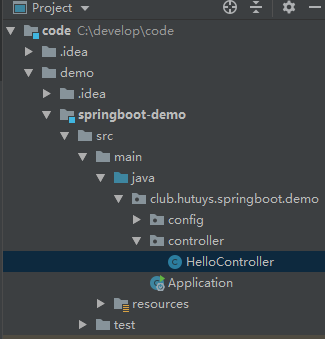 Project
code C:\develop\code
.idea
demo
.idea
springboot-demo
src
main
java
club.hutuys.springboot.demo
config
controller
HelloController
Application
resources
test